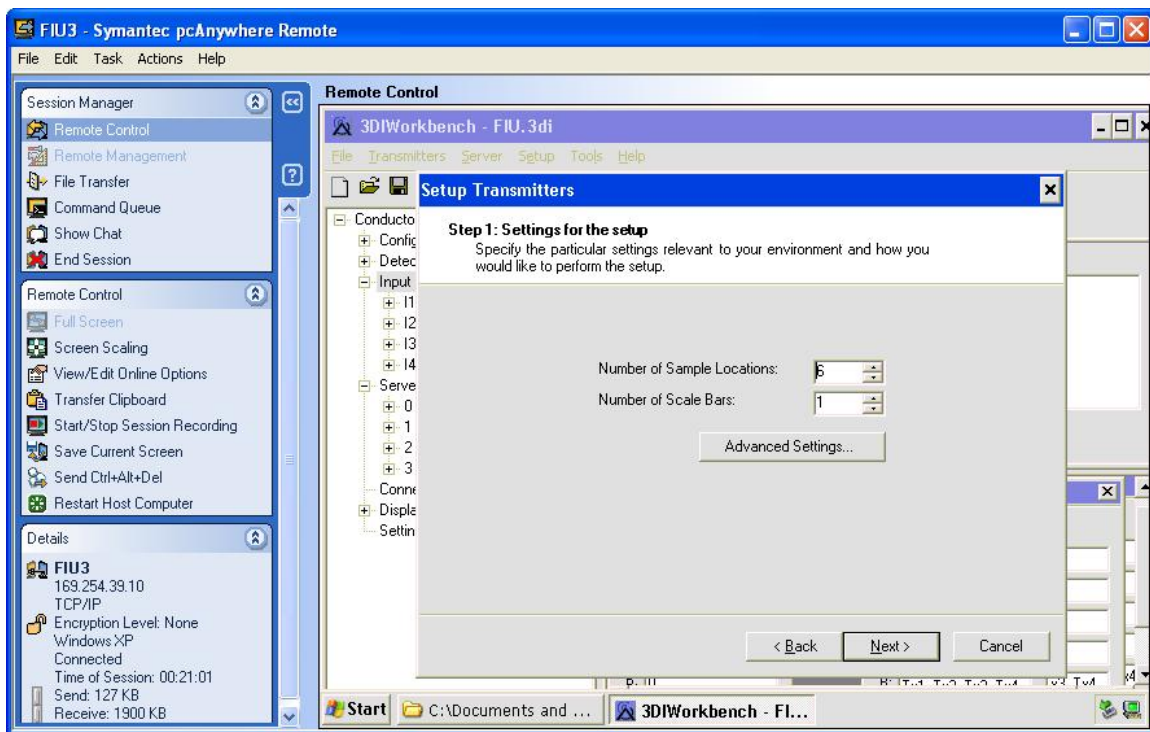 FIU3 - Symantec pcAnywhere Remote
File Edit Task Actions Help
Session Manager
Remote Control
Remote Management
File Transfer
Command Queue
Show Chat
End Session
Remote Control
Full Screen
Screen Scaling
View/Edit Online Options
Transfer Clipboard
Start/Stop Session Recording
Save Current Screen
Send Ctrl+Alt+Del
Restart Host Computer
Details
FIU3
169.254.39.10
TCP/IP
Encryption Level: None
Windows XP
Connected
Time of Session: 00:21:01
Send: 127 KB
Receive: 1900 KB
Remote Control
3DIWorkbench - FIU.3di
File Transmitters Server Setup Tools Help
Conducto
Config
Detec
Input
I1
I2
I3
I4
Serve
0
1
2
3
Conne
Displa
Settin
Setup Transmitters
Step 1: Settings for the setup
Specify the particular settings relevant to your environment and how you
would like to perform the setup.
Number of Sample Locations: 6
Number of Scale Bars: 1
Advanced Settings...
< Back Next > Cancel
Start C:\Documents and ... 3DIWorkbench - FI...